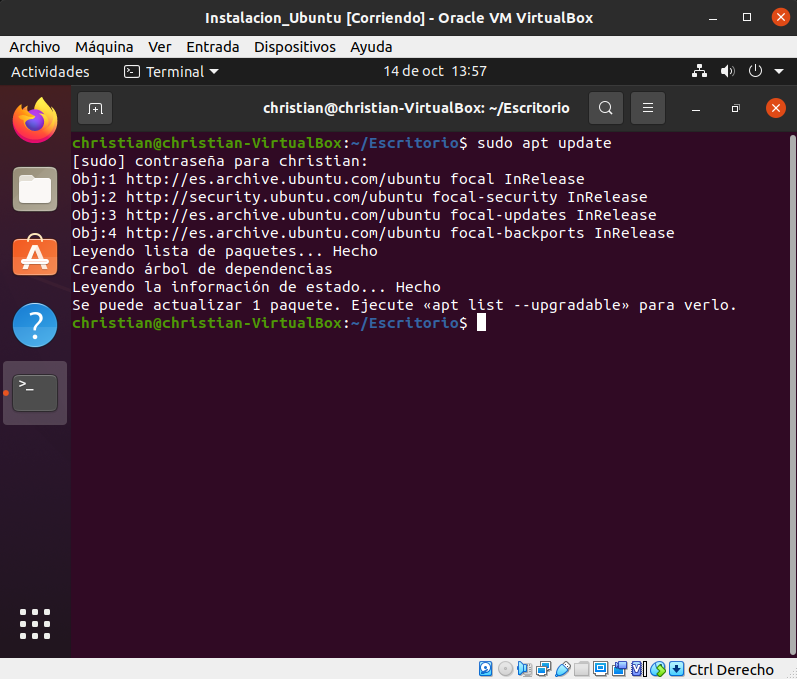 Instalacion_Ubuntu [Corriendo] - Oracle VM VirtualBox
Archivo Máquina Ver Entrada Dispositivos Ayuda
Actividades Terminal 14 de oct 13:57
christian@christian-VirtualBox: ~/Escritorio
christian@christian-VirtualBox:~/Escritorio$ sudo apt update
[sudo] contraseña para christian:
Obj:1 http://es.archive.ubuntu.com/ubuntu focal InRelease
Obj:2 http://security.ubuntu.com/ubuntu focal-security InRelease
Obj:3 http://es.archive.ubuntu.com/ubuntu focal-updates InRelease
Obj:4 http://es.archive.ubuntu.com/ubuntu focal-backports InRelease
Leyendo lista de paquetes... Hecho
Creando árbol de dependencias
Leyendo la información de estado... Hecho
Se puede actualizar 1 paquete. Ejecute «apt list --upgradable» para verlo.
christian@christian-VirtualBox:~/Escritorio$
Ctrl Derecho